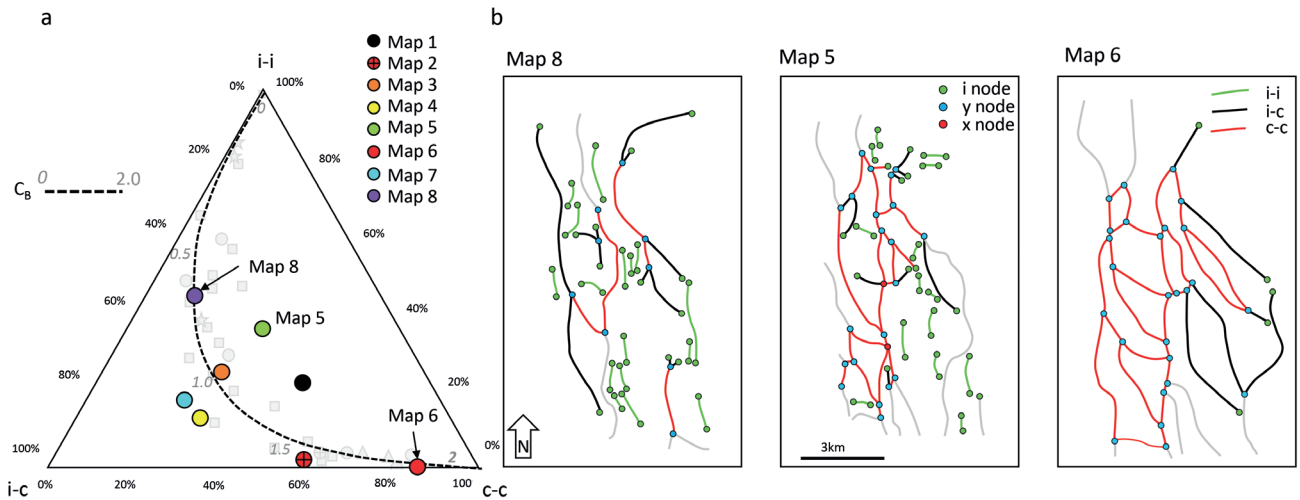 a
b
i-i
0%
100%
0
20%
80%
0
2.0
C_B
40%
60%
0.5
Map 8
60%
40%
Map 5
80%
20%
1.0
Map 6
100%
1.5
2
0%
0%
20%
40%
60%
80%
100
i-c
c-c
Map 1
Map 2
Map 3
Map 4
Map 5
Map 6
Map 7
Map 8
Map 8
N
Map 5
i node
y node
x node
3km
Map 6
i-i
i-c
c-c